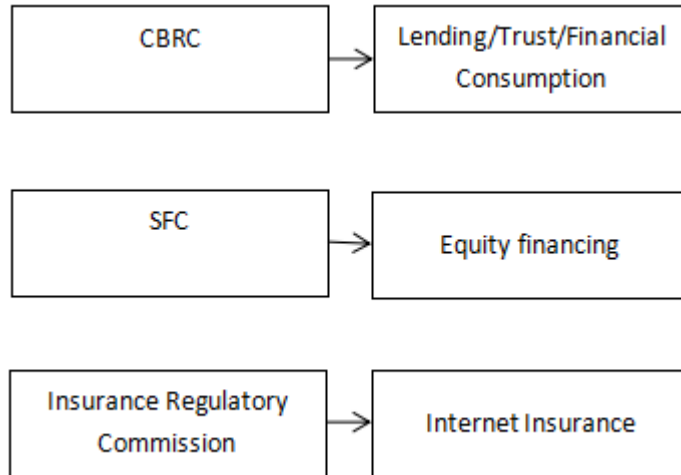 CBRC
Lending/Trust/Financial
Consumption
SFC
Equity financing
Insurance Regulatory
Commission
Internet Insurance